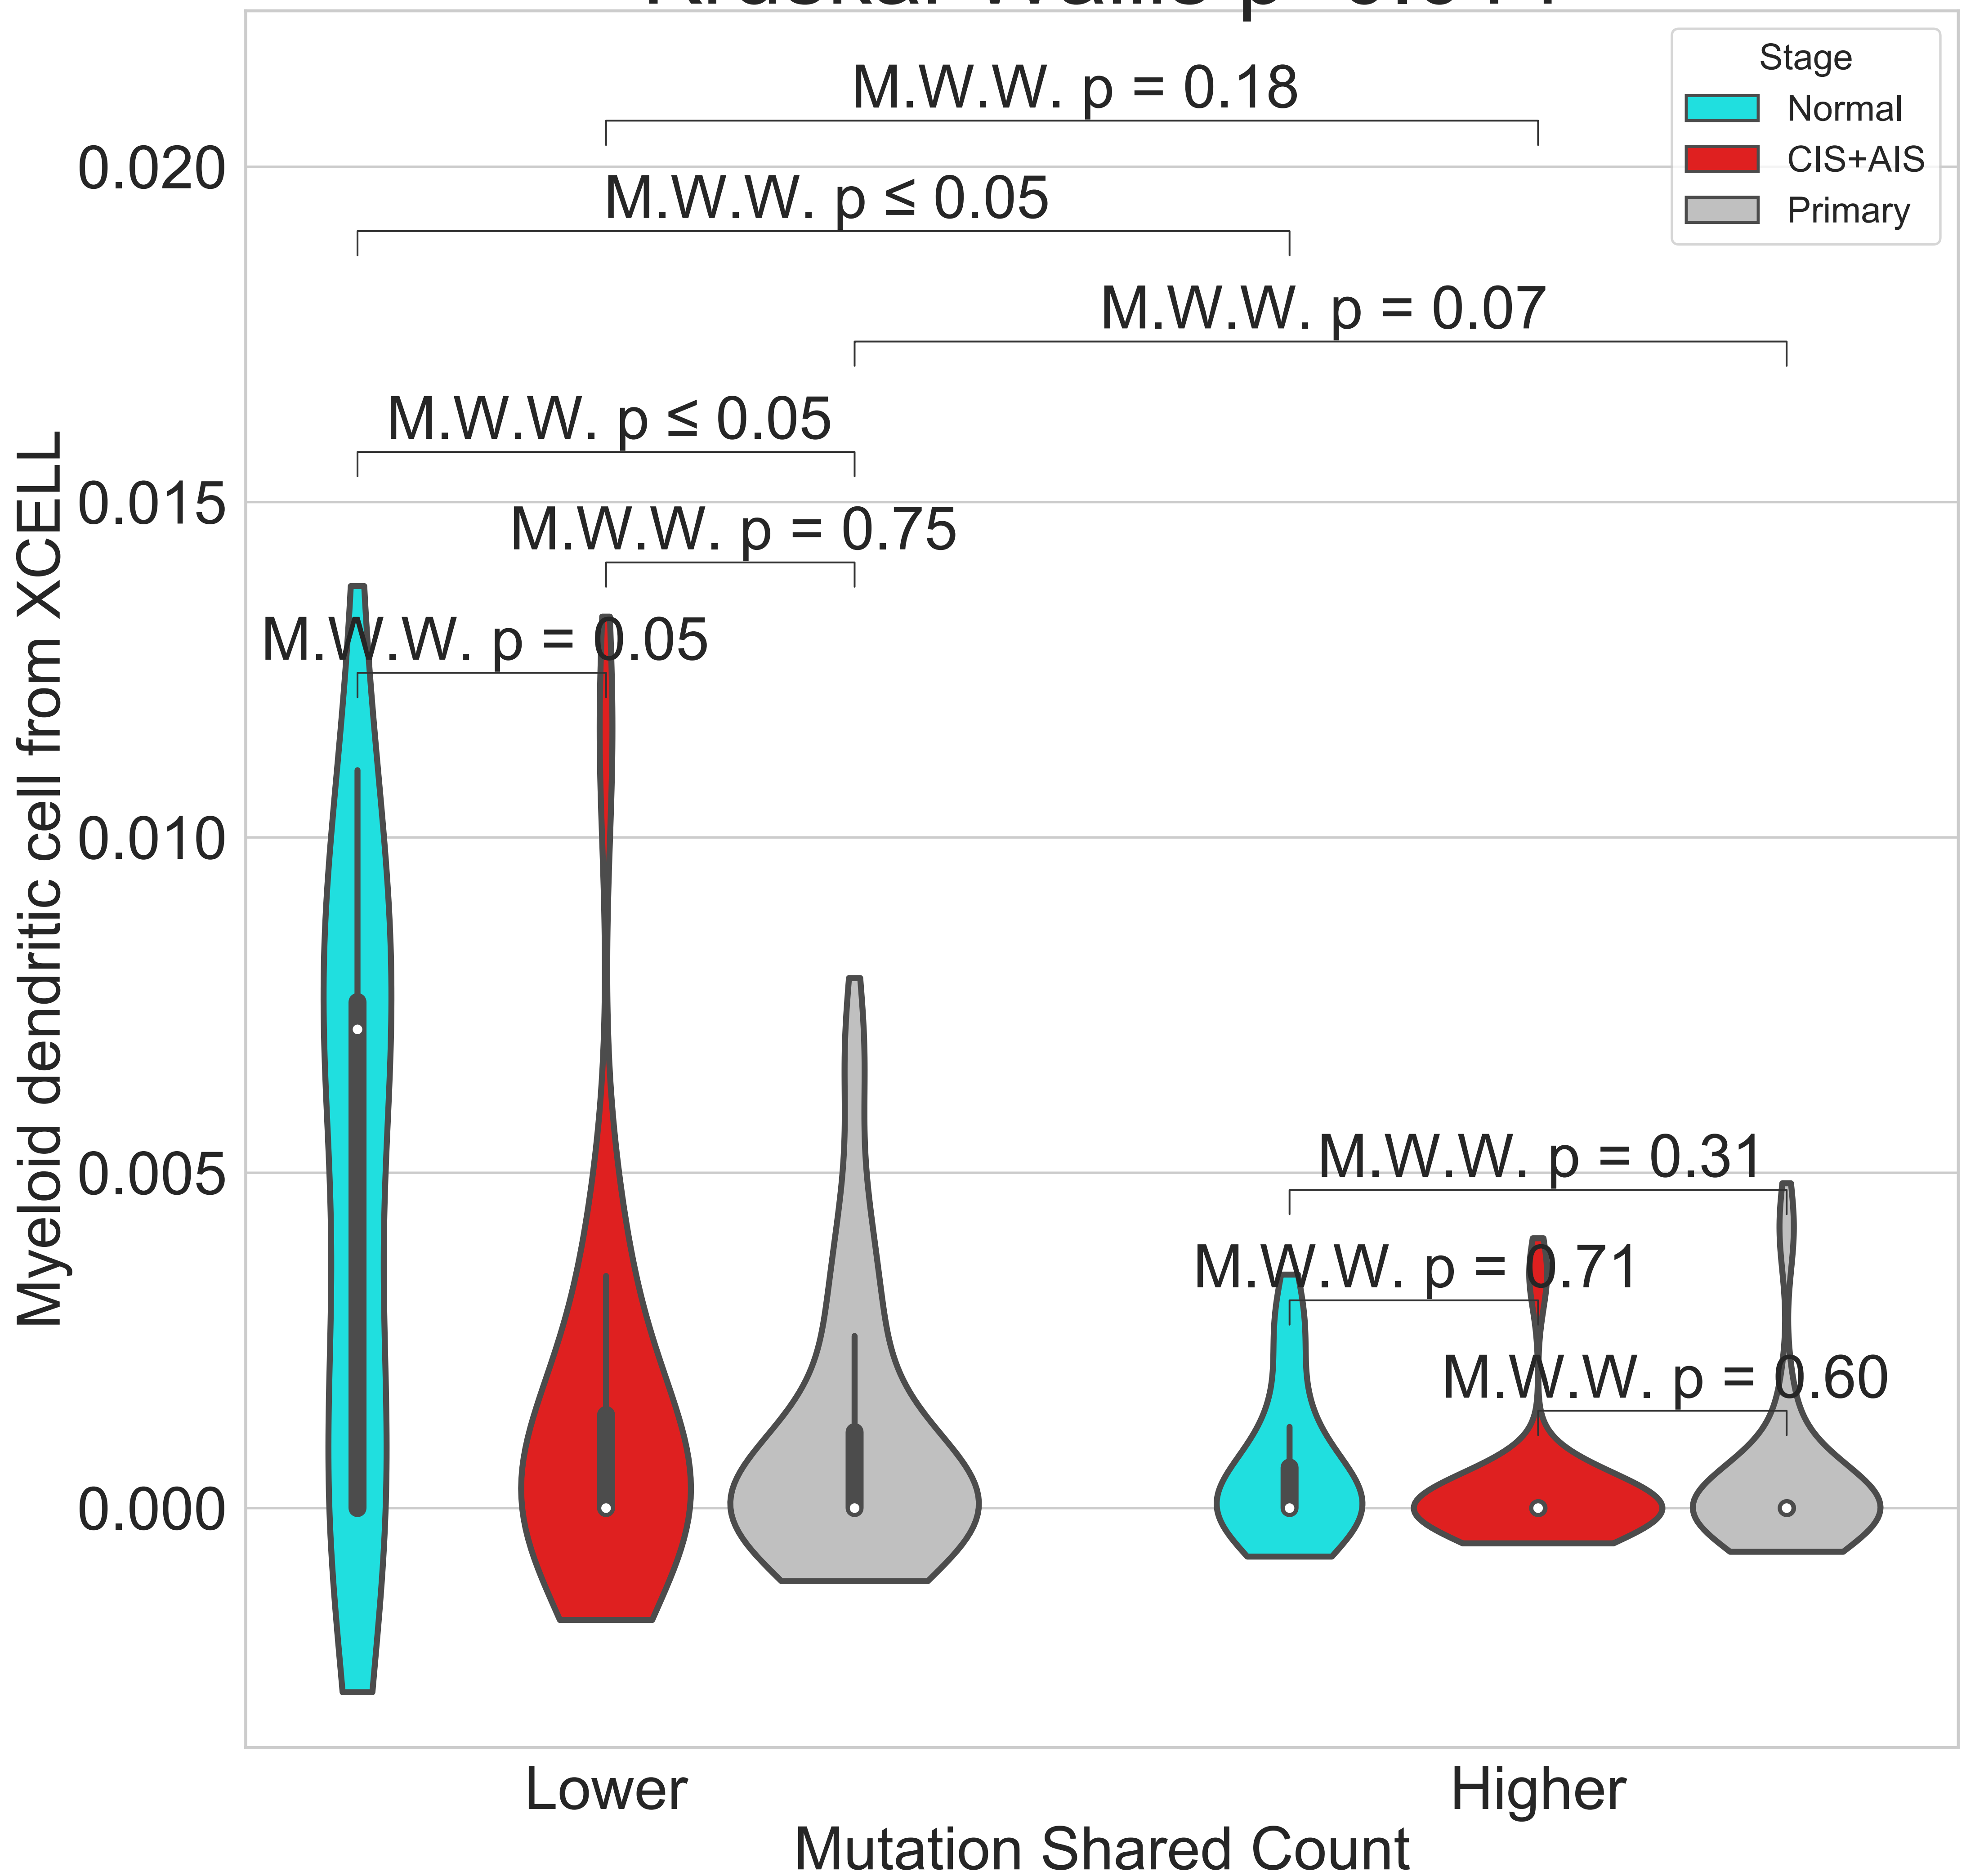 Stage
Normal
CIS+AIS
Primary
M.W.W. p = 0.18
M.W.W. p ≤ 0.05
M.W.W. p = 0.07
M.W.W. p ≤ 0.05
M.W.W. p = 0.75
M.W.W. p = 0.05
M.W.W. p = 0.31
M.W.W. p = 0.71
M.W.W. p = 0.60
0.020
0.015
0.010
0.005
0.000
Myeloid dendritic cell from XCELL
Lower
Higher
Mutation Shared Count